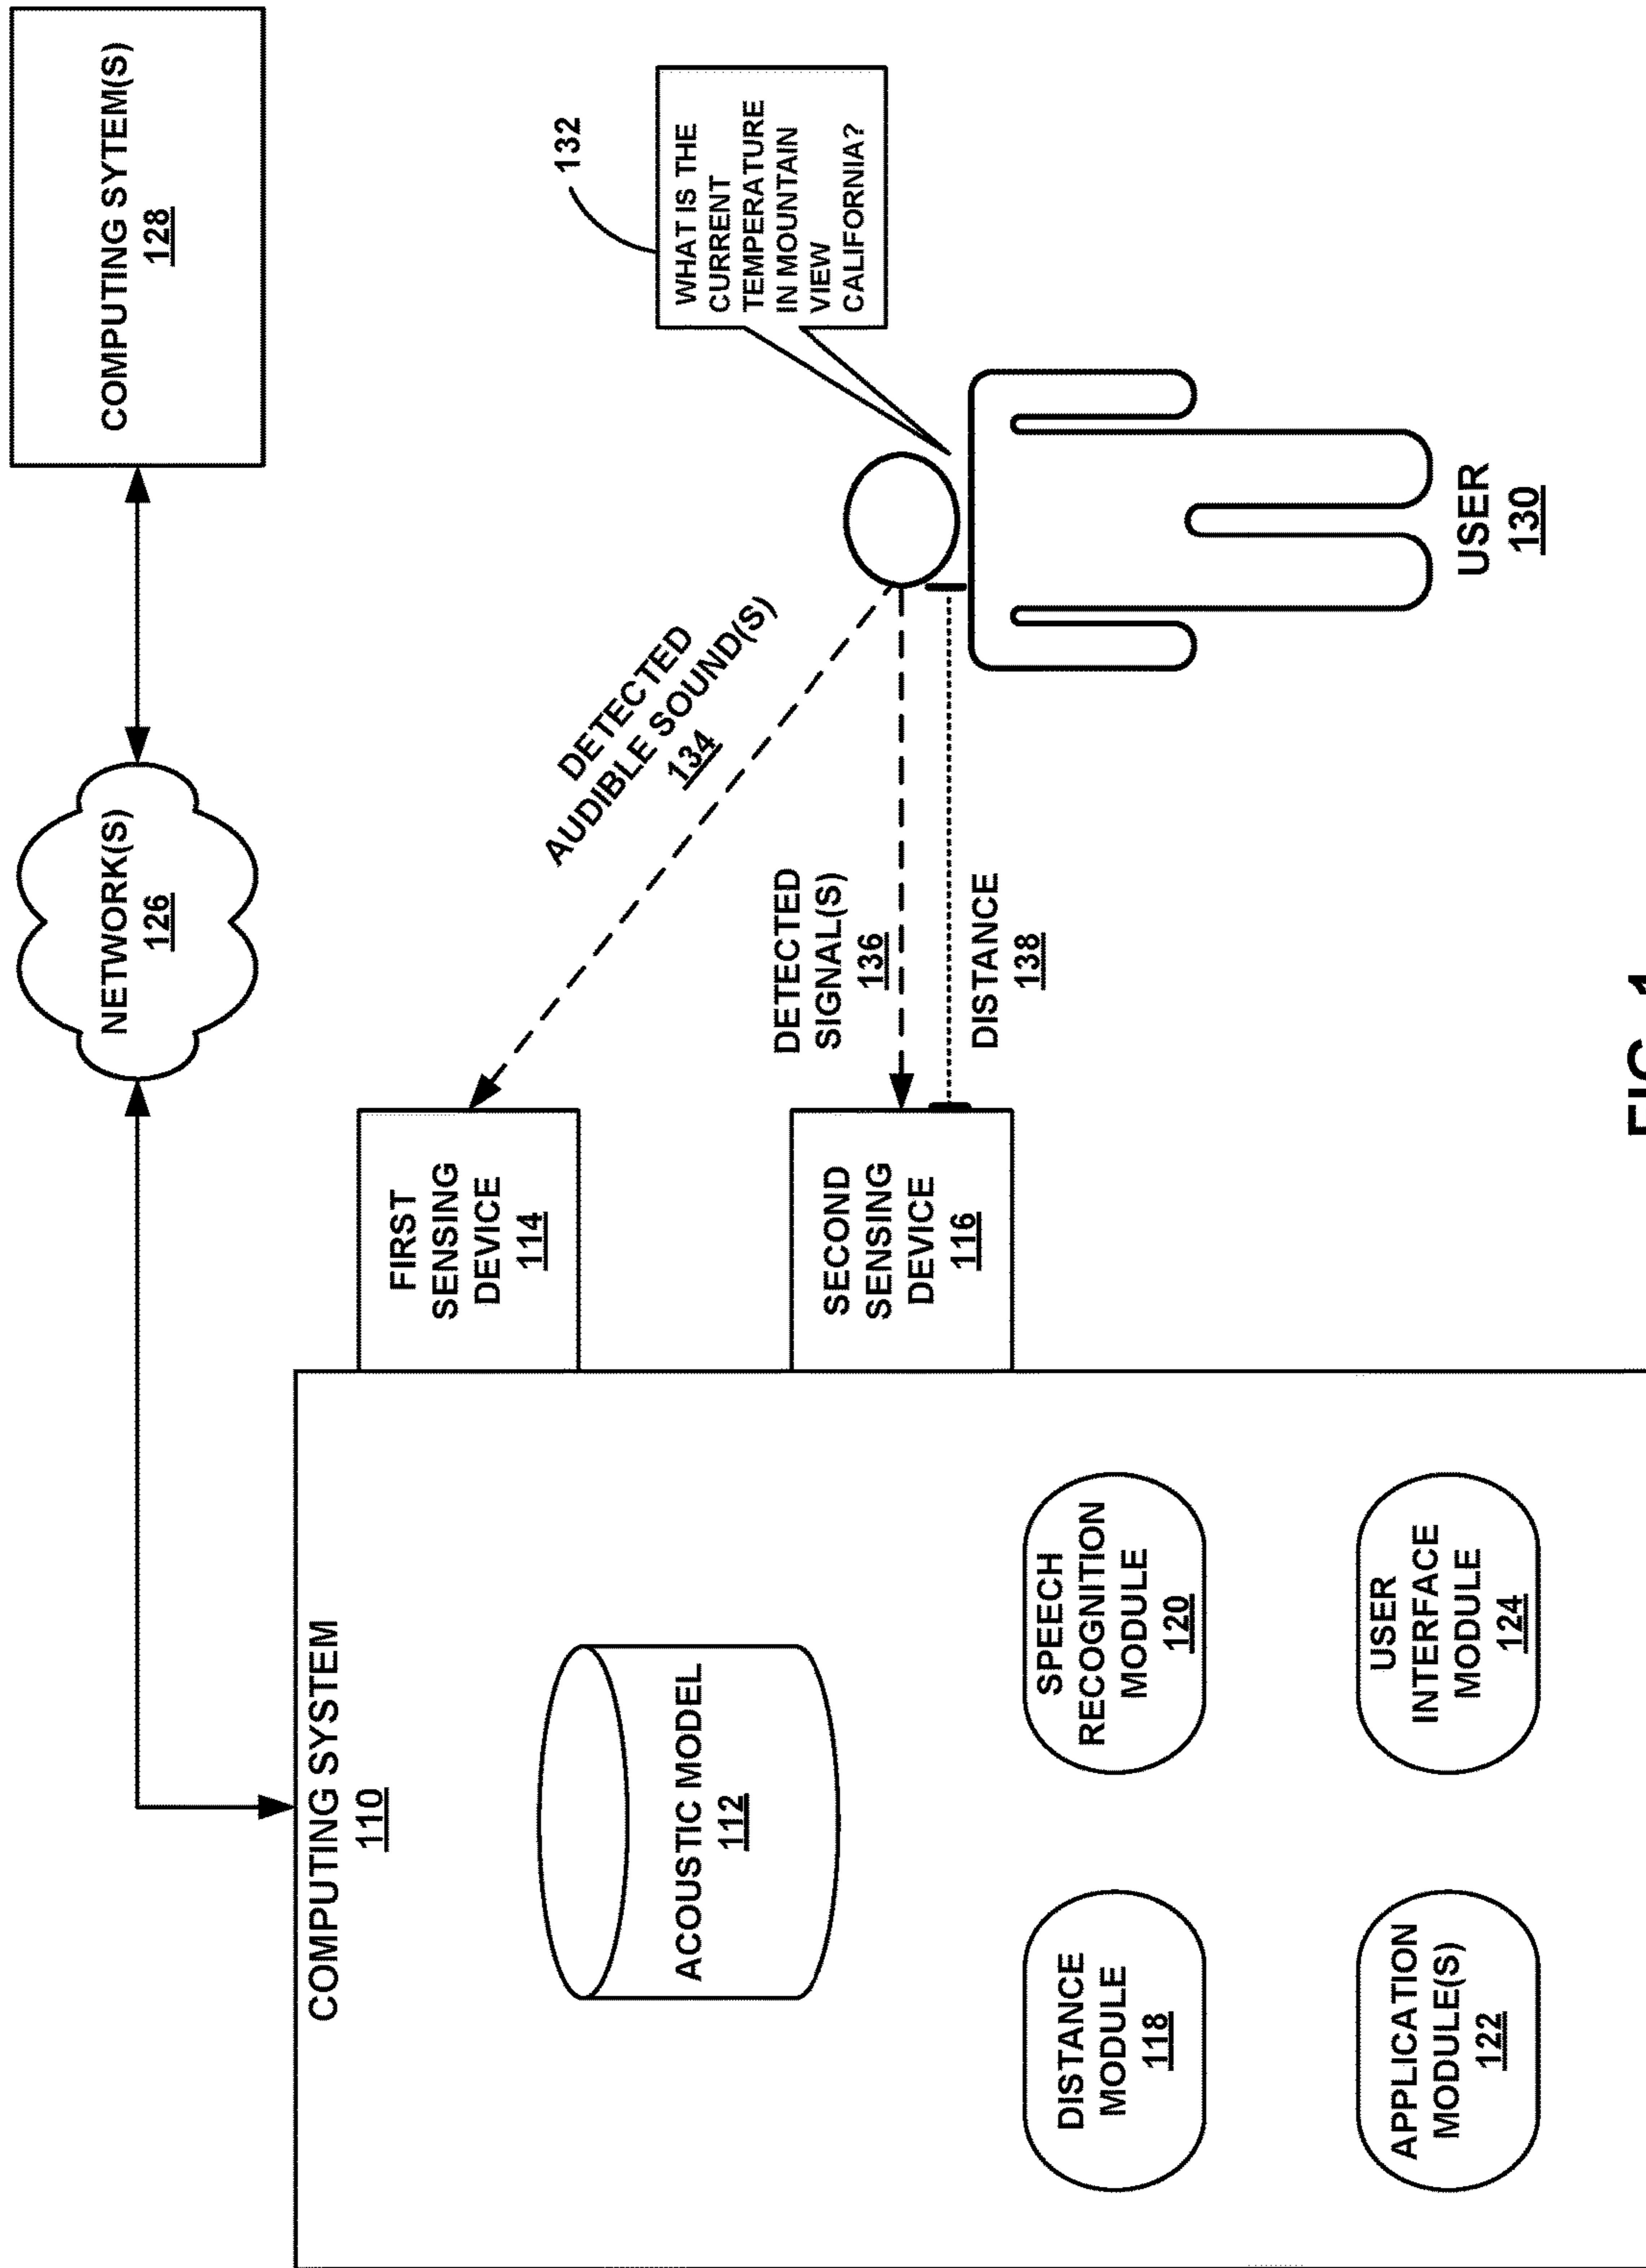 COMPUTING SYTEM(S)
128
NETWORK(S)
126
132
WHAT IS THE
CURRENT
TEMPERATURE
IN MOUNTAIN
VIEW
CALIFORNIA?
DETECTED
AUDIBLE SOUND(S)
134
DETECTED
SIGNAL(S)
136
DISTANCE
138
USER
130
FIRST
SENSING
DEVICE
114
SECOND
SENSING
DEVICE
116
COMPUTING SYSTEM
110
ACOUSTIC MODEL
112
DISTANCE
MODULE
118
SPEECH
RECOGNITION
MODULE
120
APPLICATION
MODULE(S)
122
USER
INTERFACE
MODULE
124
FIG. 1